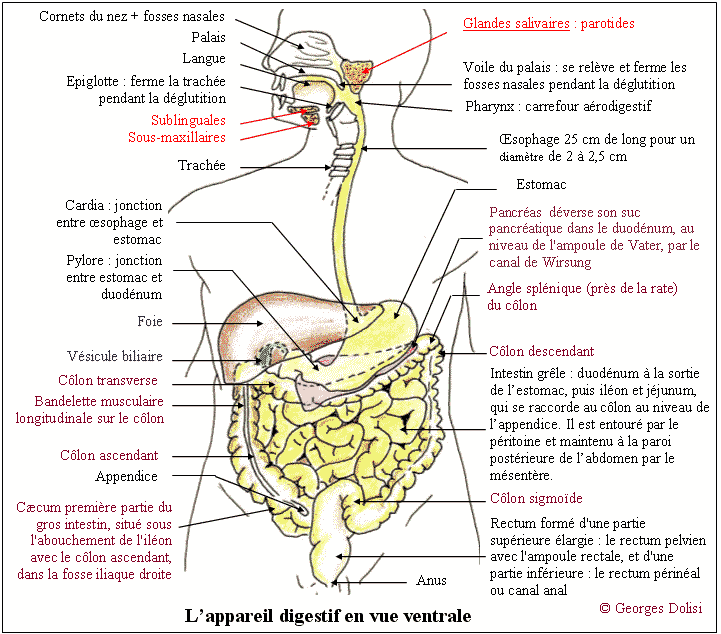 Cornets du nez + fosses nasales
Palais
Langue
Epiglotte : ferme la trachée
pendant la déglutition
Sublinguales
Sous-maxillaires
Trachée
Cardia : jonction
entre œsophage et
estomac
Pylore : jonction
entre estomac et
duodénum
Foie
Vésicule biliaire
Côlon transverse
Bandelette musculaire
longitudinale sur le côlon
Côlon ascendant
Appendice
Cæcum première partie du
gros intestin, situé sous
l'abouchement de l'iléon
avec le côlon ascendant,
dans la fosse iliaque droite
Glandes salivaires : parotides
Voile du palais : se relève et ferme les
fosses nasales pendant la déglutition
Pharynx : carrefour aérodigestif
Œsophage 25 cm de long pour un
diamètre de 2 à 2,5 cm
Estomac
Pancréas déverse son suc
pancréatique dans le duodénum, au
niveau de l'ampoule de Vater, par le
canal de Wirsung
Angle splénique (près de la rate)
du côlon
Côlon descendant
Intestin grêle : duodénum à la sortie
de l'estomac, puis iléon et jéjunum,
qui se raccorde au côlon au niveau de
l'appendice. Il est entouré par le
péritoine et maintenu à la paroi
postérieure de l'abdomen par le
mésentère.
Côlon sigmoïde
Rectum formé d'une partie
supérieure élargie : le rectum pelvien
avec l'ampoule rectale, et d'une
partie inférieure : le rectum périnéal
ou canal anal
Anus
© Georges Dolisi
L'appareil digestif en vue ventrale